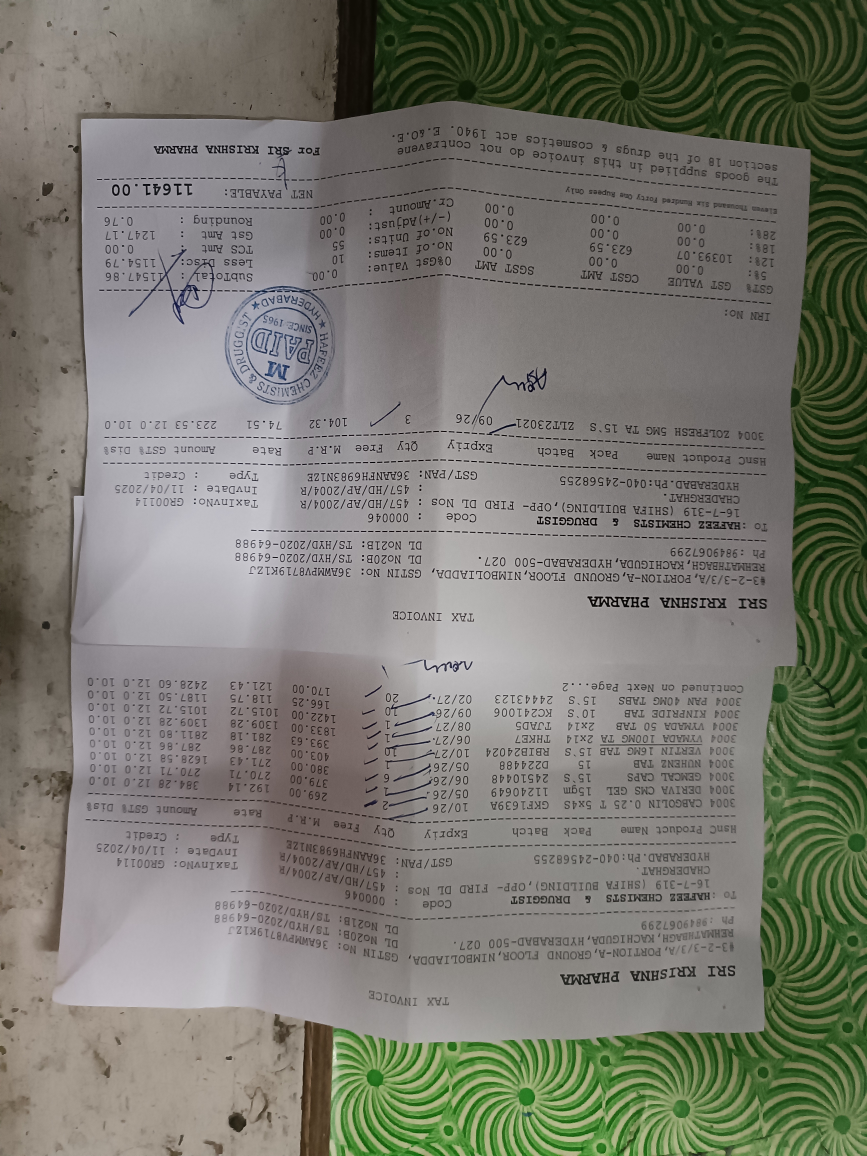 TAX INVOICE
SRI KRISHNA PHARMA
#3-2-3/3/A, PORTION-A, GROUND FLOOR, NIMBOLIADDA, GSTIN No: 36AWMPV8719K1ZJ
REHMATHBAGH, KACHIGUDA, HYDERABAD-500 027. DL No20B: TS/HYD/2020-64988
Ph :9849067299 DL No21B: TS/HYD/2020-64988
To :HAFEEZ CHEMISTS & DRUGGIST Code : 000046
16-7-319 (SHIFA BUILDING),OPP- FIRD DL Nos : 457/HD/AP/2004/R TaxInvNo: GR00114
CHADERGHAT. : 457/HD/AP/2004/R InvDate : 11/04/2025
HYDERABAD.Ph:040-24568255 GST/PAN: 36AANFH6983N1ZE Type : Credit
HsnC Product Name Pack Batch Expriy Qty Free M.R.P Rate Amount GST% Dis%
3004 CARGOLIN 0.25 T 5x4S GKF1639A 10/26 2 269.00 192.14 384.28 12.0 10.0
3004 DERIVA CMS GEL 15gm 11240649 05/26 1 379.00 270.71 270.71 12.0 10.0
3004 GEMCAL CAPS 15'S 24510448 06/26 6 380.00 271.43 1628.58 12.0 10.0
3004 NUHENZ TAB 15 D224488 05/26 1 403.00 287.86 287.86 12.0 10.0
3004 VERTIN 16MG TAB 15'S RIB1B24024 10/27 10 393.63 281.18 2811.80 12.0 10.0
3004 VYMADA 100MG TA 2x14 THRE7 06/27 1 1833.00 1309.28 1309.28 12.0 10.0
3004 VYMADA 50 TAB 2x14 TJAD5 08/27 1 1422.00 1015.72 1015.72 12.0 10.0
3004 KINPRIDE TAB 10'S KC241006 09/26 10 166.25 118.75 1187.50 12.0 10.0
3004 PAN 40MG TABS 15'S 24443123 02/27 20 170.00 121.43 2428.60 12.0 10.0
Continued on Next Page...2
TAX INVOICE
SRI KRISHNA PHARMA
#3-2-3/3/A, PORTION-A, GROUND FLOOR, NIMBOLIADDA, GSTIN No: 36AWMPV8719K1ZJ
REHMATHBAGH, KACHIGUDA, HYDERABAD-500 027. DL No20B: TS/HYD/2020-64988
Ph :9849067299 DL No21B: TS/HYD/2020-64988
To :HAFEEZ CHEMISTS & DRUGGIST Code : 000046
16-7-319 (SHIFA BUILDING),OPP- FIRD DL Nos : 457/HD/AP/2004/R TaxInvNo: GR00114
CHADERGHAT. : 457/HD/AP/2004/R InvDate : 11/04/2025
HYDERABAD.Ph:040-24568255 GST/PAN: 36AANFH6983N1ZE Type : Credit
HsnC Product Name Pack Batch Expriy Qty Free M.R.P Rate Amount GST% Dis%
3004 ZOLFRESH 5MG TA 15'S ZLT23021 09/26 3 104.32 74.51 223.53 12.0 10.0
HAFEEZ CHEMISTS & DRUGGIST
M
PAID
SINCE:1965
★ HYDERABAD ★
IRN No:
GST% GST VALUE CGST AMT SGST AMT 0%Gst Value: 0.00 SubTotal : 11547.86
5%: 0.00 0.00 0.00 No.of Items: 10 Less Disc: 1154.79
12%: 10393.07 623.59 623.59 No.of Units: 55 TCS Amt : 0.00
18%: 0.00 0.00 0.00 (-/+)Adjust: 0.00 Gst Amt : 1247.17
28%: 0.00 0.00 0.00 Cr.Amount : 0.00 Rounding : 0.76
Eleven Thousand Six Hundred Forty One Rupees Only
NET PAYABLE: 11641.00
The goods supplied in this invoice do not contravene
section 18 of the drugs & cosmetics act 1940. E.&O.E.
For SRI KRISHNA PHARMA